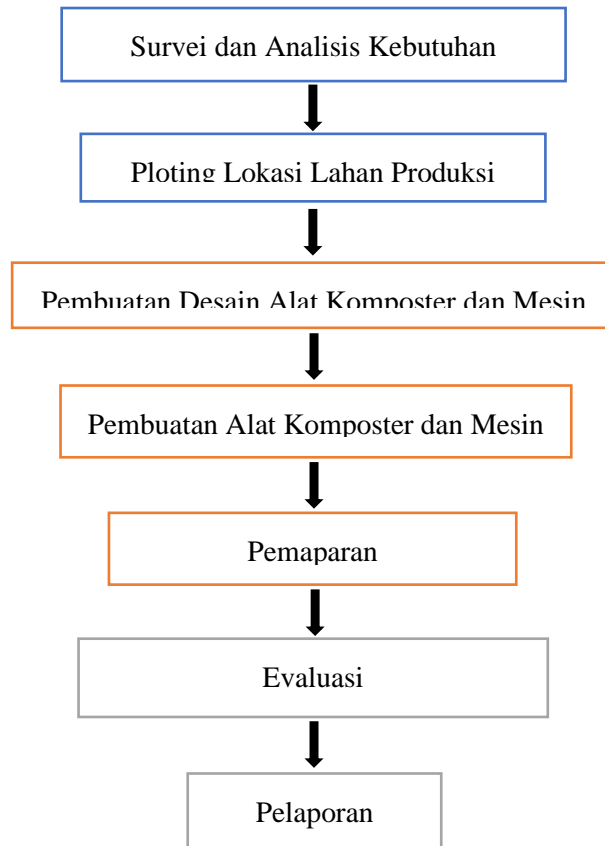 Survei dan Analisis Kebutuhan
Ploting Lokasi Lahan Produksi
Pembuatan Desain Alat Komposter dan Mesin
Pembuatan Alat Komposter dan Mesin
Pemaparan
Evaluasi
Pelaporan